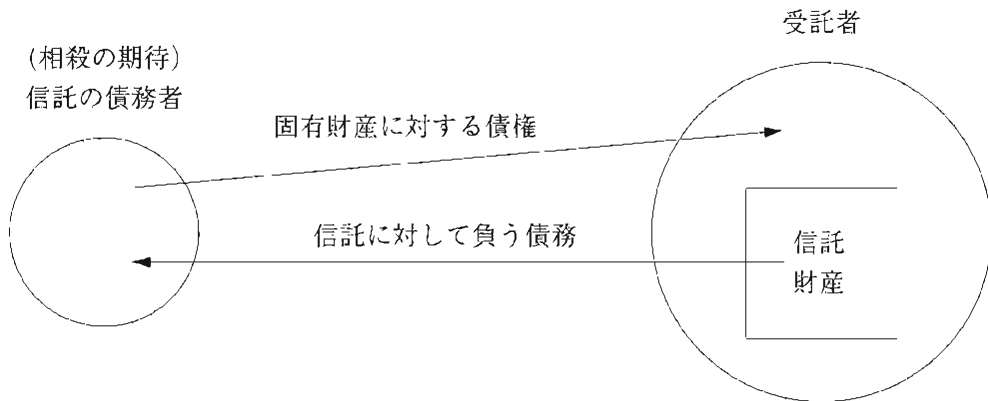 受託者
(相殺の期待)
信託の債務者
固有財産に対する債権
信託に対して負う債務
信託
財産